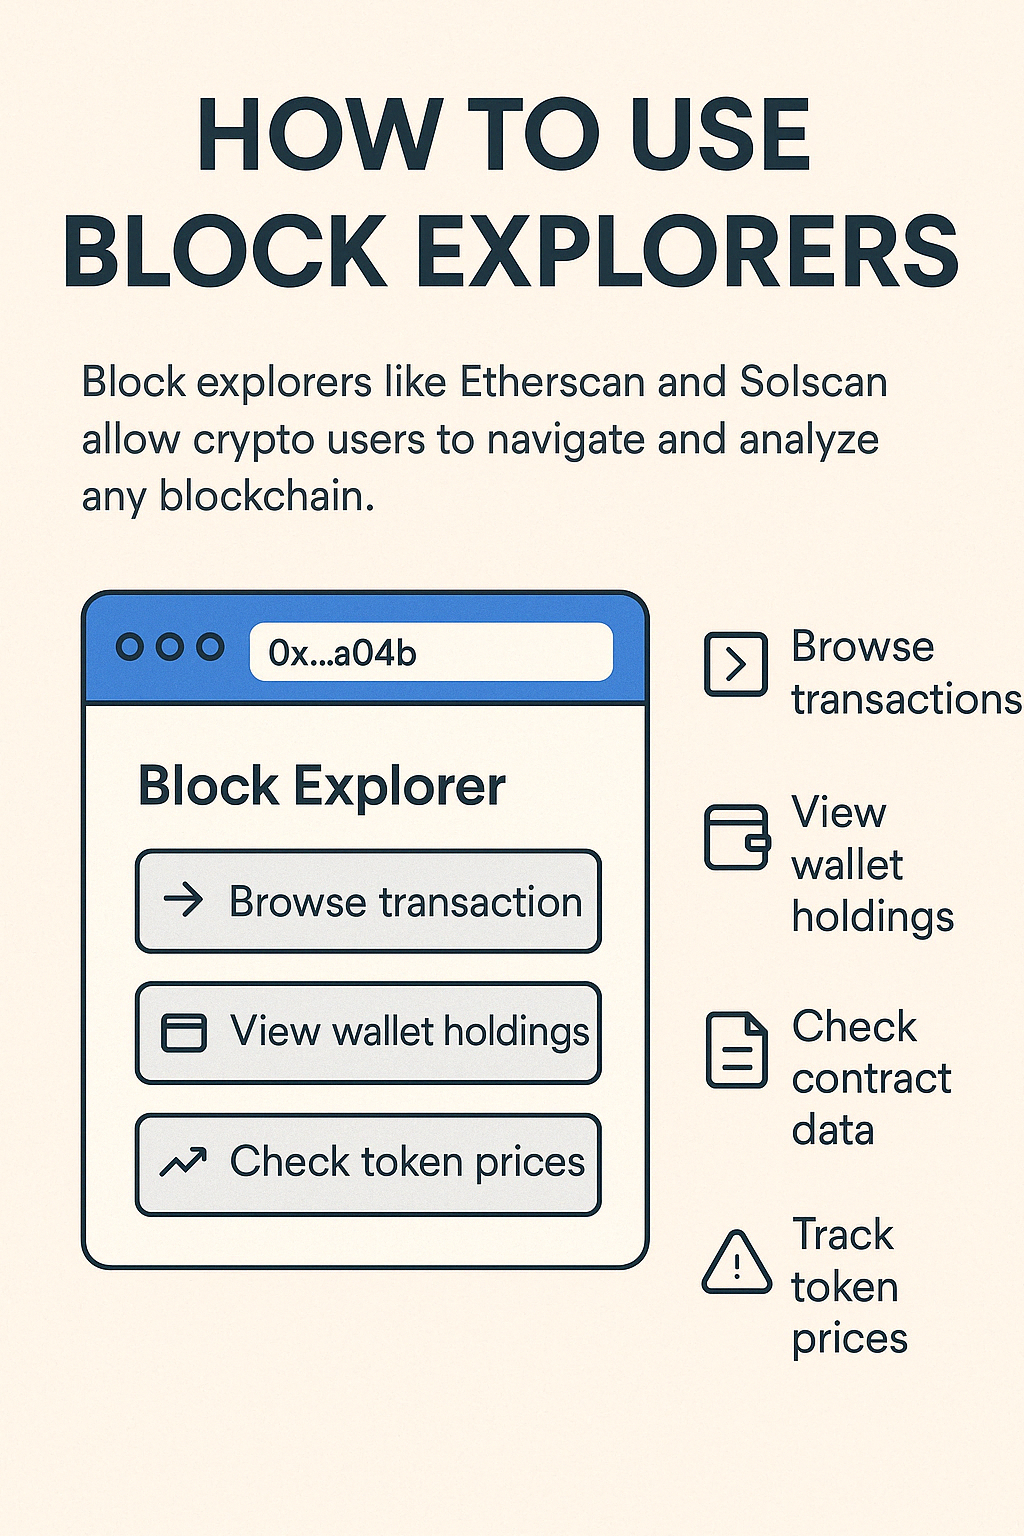 HOW TO USE
BLOCK EXPLORERS
Block explorers like Etherscan and Solscan
allow crypto users to navigate and analyze
any blockchain.
0x...a04b
Block Explorer
Browse transaction
View wallet holdings
Check token prices
Browse
transactions
View
wallet
holdings
Check
contract
data
Track
token
prices